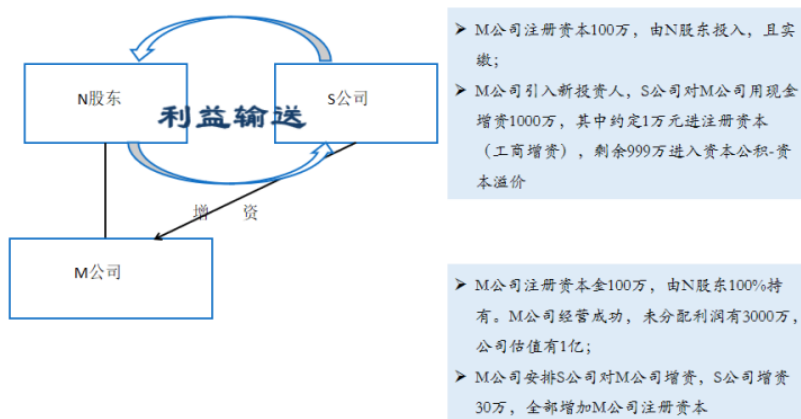 N股东
S公司
利益输送
增 资
M公司
➤ M公司注册资本100万，由N股东投入，且实
缴；
➤ M公司引入新投资人，S公司对M公司用现金
增资1000万，其中约定1万元进注册资本
（工商增资），剩余999万进入资本公积-资
本溢价
➤ M公司注册资本金100万，由N股东100%持
有。M公司经营成功，未分配利润有3000万，
公司估值有1亿；
➤ M公司安排S公司对M公司增资，S公司增资
30万，全部增加M公司注册资本